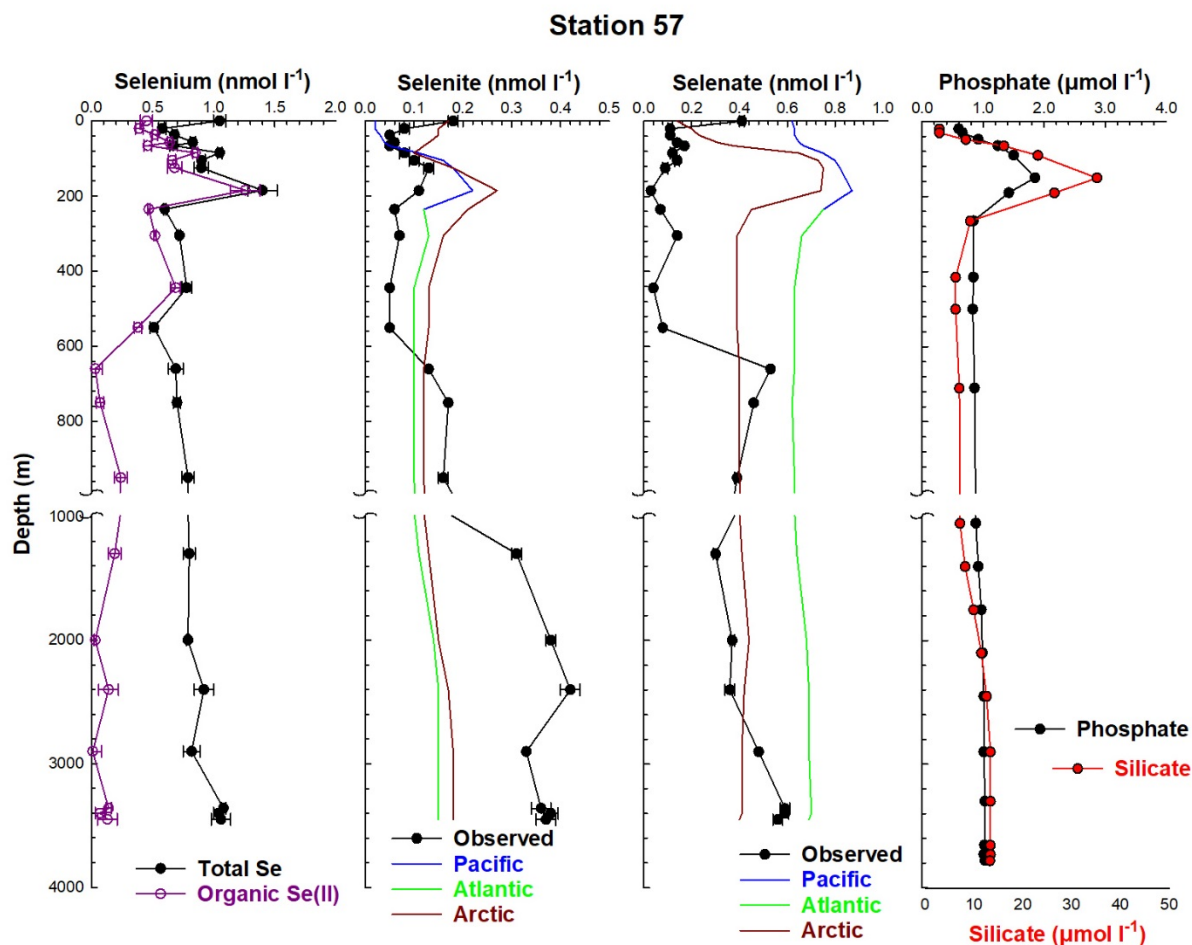 Station 57
Selenium (nmol l-1)
0.0 0.5 1.0 1.5 2.0
Selenite (nmol l-1)
0.0 0.1 0.2 0.3 0.4 0.5
Selenate (nmol l-1)
0.0 0.2 0.4 0.6 0.8 1.0
Phosphate (µmol l-1)
0.0 1.0 2.0 3.0 4.0
Depth (m)
0
200
400
600
800
1000
2000
3000
4000
Total Se
Organic Se(II)
Observed
Pacific
Atlantic
Arctic
Observed
Pacific
Atlantic
Arctic
Phosphate
Silicate
0 10 20 30 40 50
Silicate (µmol l-1)